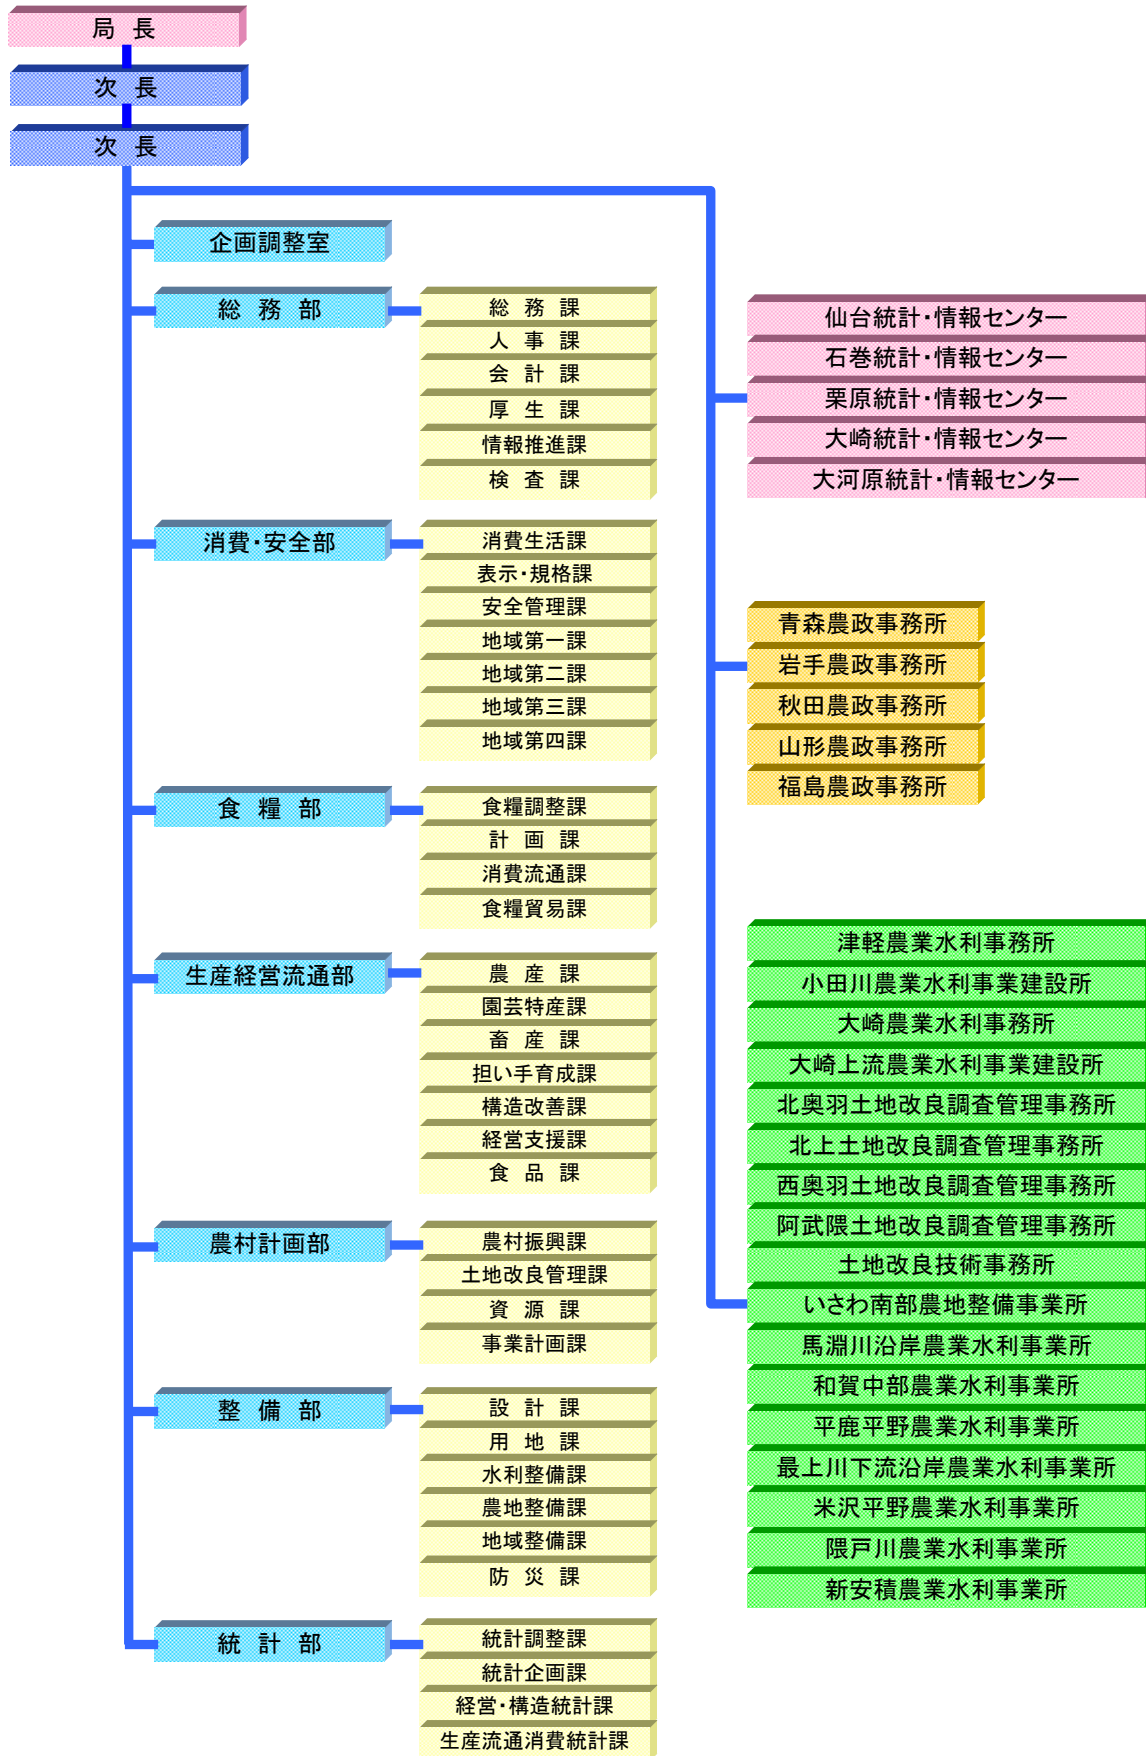 局 長
次 長
次 長
企画調整室
総 務 部
総 務 課
人 事 課
会 計 課
厚 生 課
情報推進課
検 査 課
消費・安全部
消費生活課
表示・規格課
安全管理課
地域第一課
地域第二課
地域第三課
地域第四課
食 糧 部
食糧調整課
計 画 課
消費流通課
食糧貿易課
生産経営流通部
農 産 課
園芸特産課
畜 産 課
担い手育成課
構造改善課
経営支援課
食 品 課
農村計画部
農村振興課
土地改良管理課
資 源 課
事業計画課
整 備 部
設 計 課
用 地 課
水利整備課
農地整備課
地域整備課
防 災 課
統 計 部
統計調整課
統計企画課
経営・構造統計課
生産流通消費統計課
仙台統計・情報センター
石巻統計・情報センター
栗原統計・情報センター
大崎統計・情報センター
大河原統計・情報センター
青森農政事務所
岩手農政事務所
秋田農政事務所
山形農政事務所
福島農政事務所
津軽農業水利事務所
小田川農業水利事業建設所
大崎農業水利事務所
大崎上流農業水利事業建設所
北奥羽土地改良調査管理事務所
北上土地改良調査管理事務所
西奥羽土地改良調査管理事務所
阿武隈土地改良調査管理事務所
土地改良技術事務所
いさわ南部農地整備事業所
馬淵川沿岸農業水利事業所
和賀中部農業水利事業所
平鹿平野農業水利事業所
最上川下流沿岸農業水利事業所
米沢平野農業水利事業所
隈戸川農業水利事業所
新安積農業水利事業所